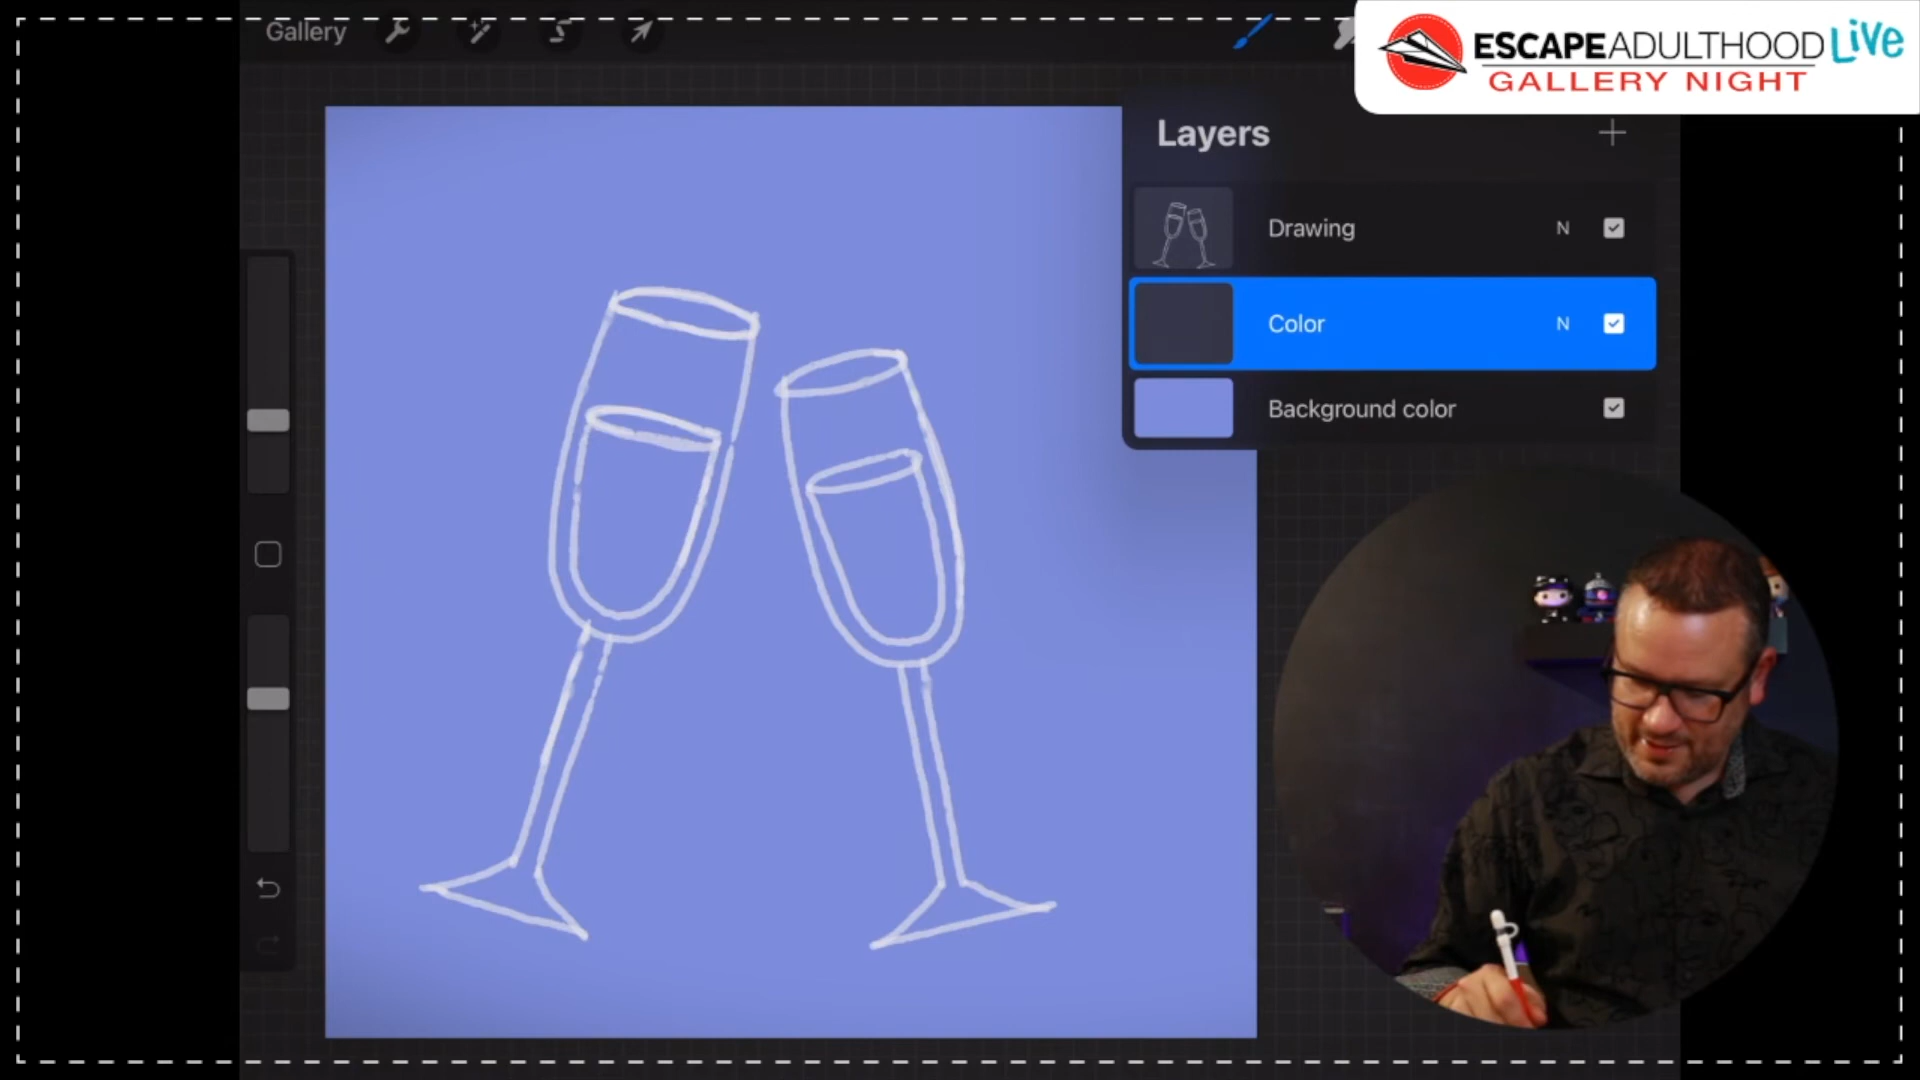 Gallery
ESCAPEADULTHOOD LIVE
GALLERY NIGHT
Layers
Drawing N
Color N
Background color